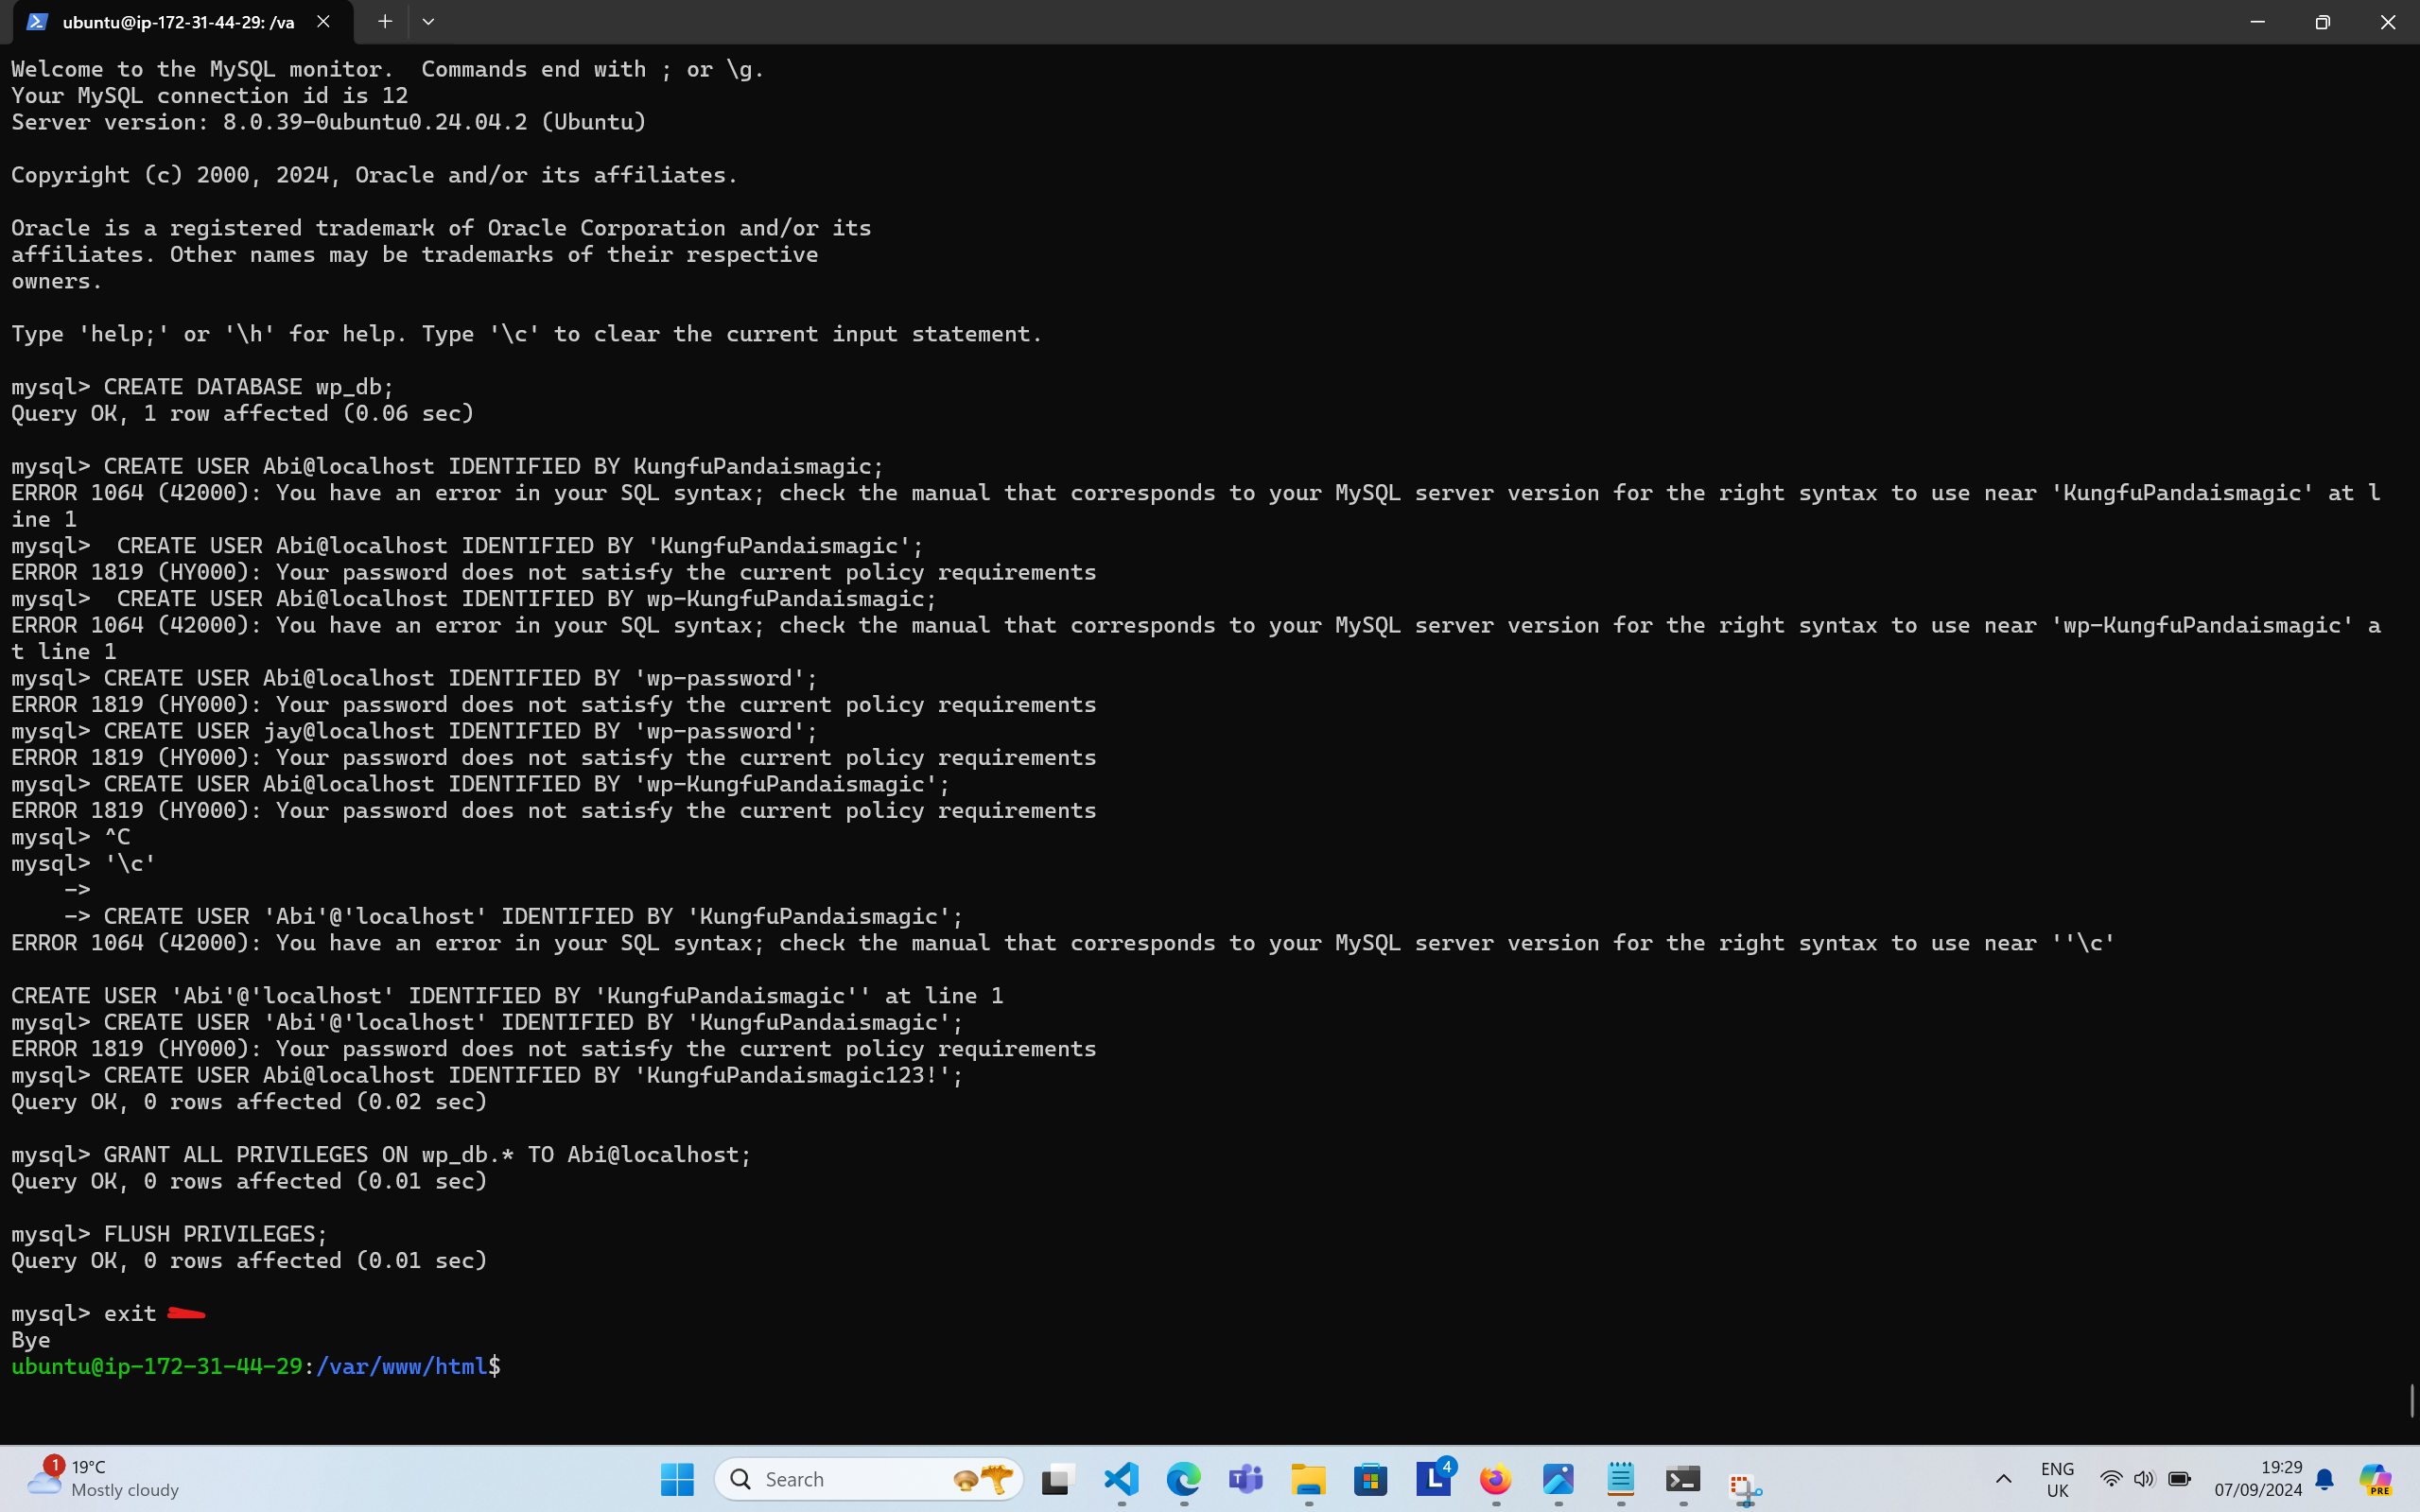 ubuntu@ip-172-31-44-29: /va
Welcome to the MySQL monitor.  Commands end with ; or \g.
Your MySQL connection id is 12
Server version: 8.0.39-0ubuntu0.24.04.2 (Ubuntu)
Copyright (c) 2000, 2024, Oracle and/or its affiliates.
Oracle is a registered trademark of Oracle Corporation and/or its
affiliates. Other names may be trademarks of their respective
owners.
Type 'help;' or '\h' for help. Type '\c' to clear the current input statement.
mysql> CREATE DATABASE wp_db;
Query OK, 1 row affected (0.06 sec)
mysql> CREATE USER Abi@localhost IDENTIFIED BY KungfuPandaismagic;
ERROR 1064 (42000): You have an error in your SQL syntax; check the manual that corresponds to your MySQL server version for the right syntax to use near 'KungfuPandaismagic' at l
ine 1
mysql>  CREATE USER Abi@localhost IDENTIFIED BY 'KungfuPandaismagic';
ERROR 1819 (HY000): Your password does not satisfy the current policy requirements
mysql>  CREATE USER Abi@localhost IDENTIFIED BY wp-KungfuPandaismagic;
ERROR 1064 (42000): You have an error in your SQL syntax; check the manual that corresponds to your MySQL server version for the right syntax to use near 'wp-KungfuPandaismagic' a
t line 1
mysql> CREATE USER Abi@localhost IDENTIFIED BY 'wp-password';
ERROR 1819 (HY000): Your password does not satisfy the current policy requirements
mysql> CREATE USER jay@localhost IDENTIFIED BY 'wp-password';
ERROR 1819 (HY000): Your password does not satisfy the current policy requirements
mysql> CREATE USER Abi@localhost IDENTIFIED BY 'wp-KungfuPandaismagic';
ERROR 1819 (HY000): Your password does not satisfy the current policy requirements
mysql> ^C
mysql> '\c'
    ->
    -> CREATE USER 'Abi'@'localhost' IDENTIFIED BY 'KungfuPandaismagic';
ERROR 1064 (42000): You have an error in your SQL syntax; check the manual that corresponds to your MySQL server version for the right syntax to use near ''\c'
CREATE USER 'Abi'@'localhost' IDENTIFIED BY 'KungfuPandaismagic'' at line 1
mysql> CREATE USER 'Abi'@'localhost' IDENTIFIED BY 'KungfuPandaismagic';
ERROR 1819 (HY000): Your password does not satisfy the current policy requirements
mysql> CREATE USER Abi@localhost IDENTIFIED BY 'KungfuPandaismagic123!';
Query OK, 0 rows affected (0.02 sec)
mysql> GRANT ALL PRIVILEGES ON wp_db.* TO Abi@localhost;
Query OK, 0 rows affected (0.01 sec)
mysql> FLUSH PRIVILEGES;
Query OK, 0 rows affected (0.01 sec)
mysql> exit
Bye
ubuntu@ip-172-31-44-29:/var/www/html$
1
19°C
Mostly cloudy
Search
T
L
4
ENG
UK
19:29
07/09/2024
PRE